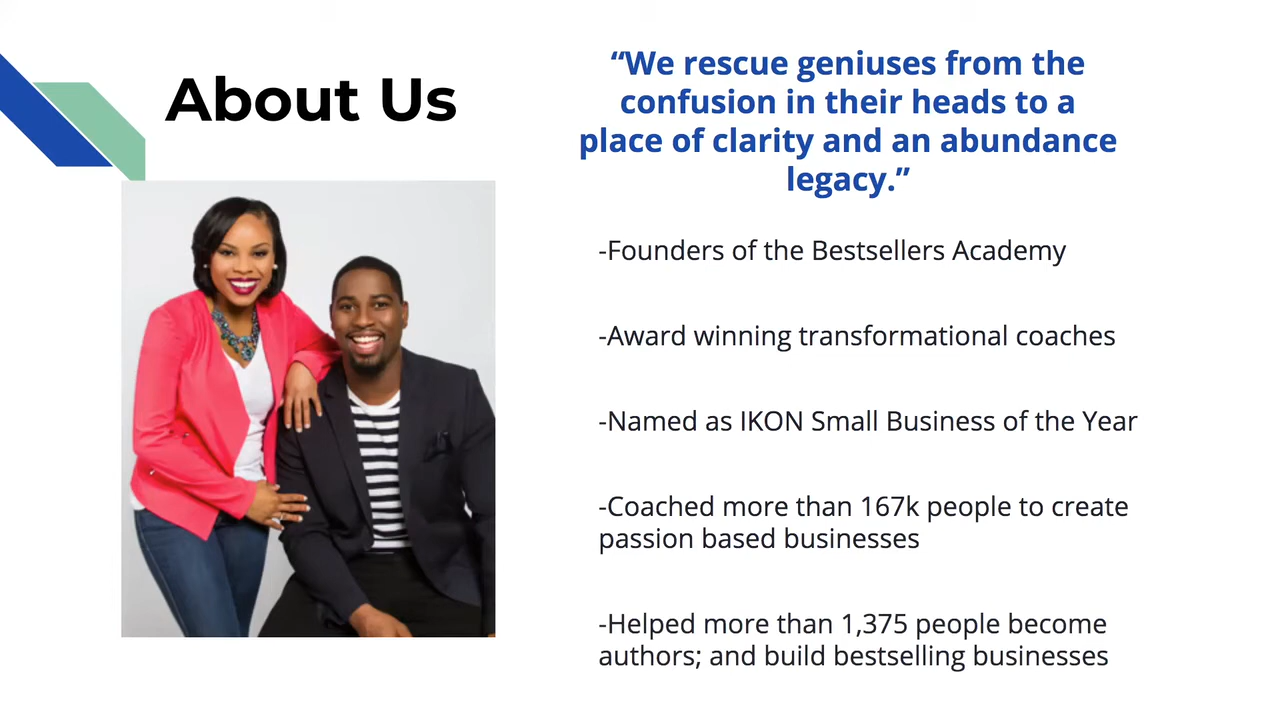 About Us
“We rescue geniuses from the
confusion in their heads to a
place of clarity and an abundance
legacy.”
-Founders of the Bestsellers Academy
-Award winning transformational coaches
-Named as IKON Small Business of the Year
-Coached more than 167k people to create
passion based businesses
-Helped more than 1,375 people become
authors; and build bestselling businesses